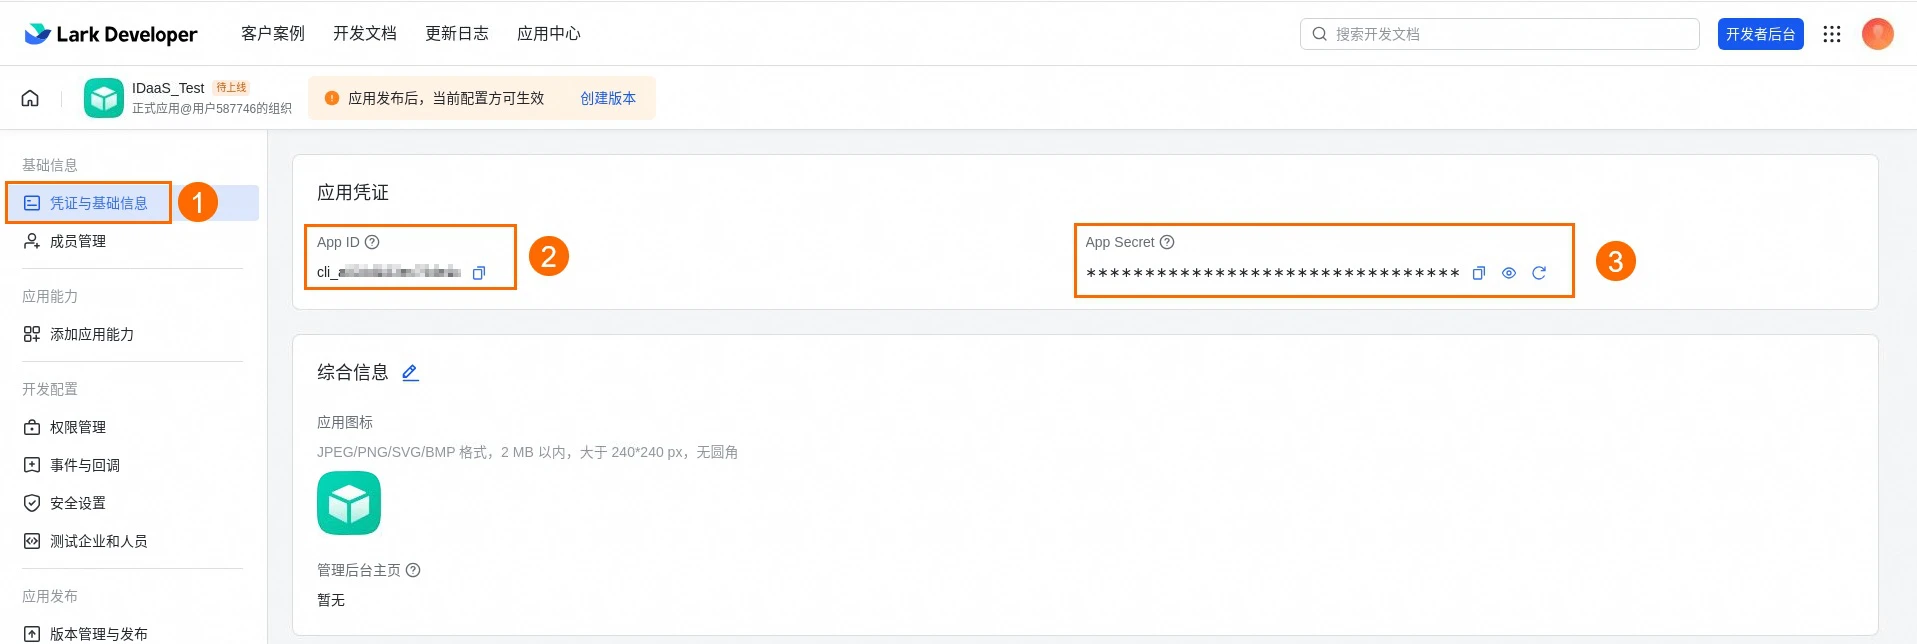 Lark Developer 客户案例 开发文档 更新日志 应用中心 搜索开发文档 开发者后台
IDaaS_Test 待上线
正式应用@用户587746的组织
应用发布后，当前配置方可生效 创建版本
基础信息
凭证与基础信息
1
成员管理
应用能力
添加应用能力
开发配置
权限管理
事件与回调
安全设置
测试企业和人员
应用发布
版本管理与发布
应用凭证
App ID
cli_a
2
App Secret
********************************
3
综合信息
应用图标
JPEG/PNG/SVG/BMP 格式，2 MB 以内，大于 240*240 px，无圆角
管理后台主页
暂无